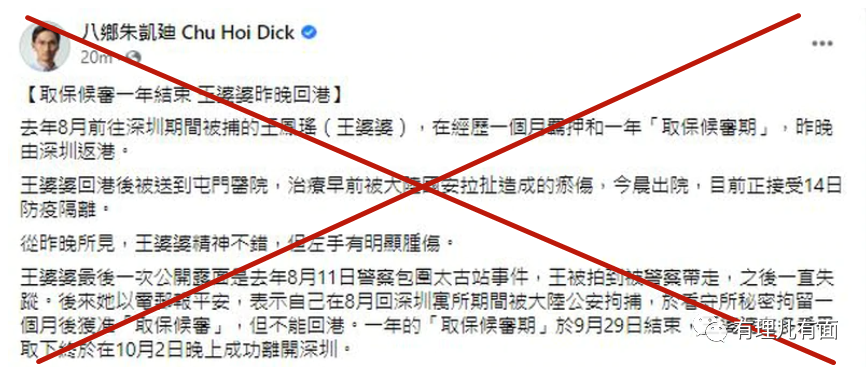 八鄉朱凱廸 Chu Hoi Dick
20m
【取保候審一年結束 王婆婆昨晚回港】
去年8月前往深圳期間被捕的王鳳瑤（王婆婆），在經歷一個月羈押和一年「取保候審期」，昨晚
由深圳返港。
王婆婆回港後被送到屯門醫院，治療早前被大陸國安拉扯造成的瘀傷，今晨出院，目前正接受14日
防疫隔離。
從昨晚所見，王婆婆精神不錯，但左手有明顯腫傷。
王婆婆最後一次公開露面是去年8月11日警察包圍太古站事件，王被拍到被警察帶走，之後一直失
蹤。後來她以電郵報平安，表示自己在8月回深圳寓所期間被大陸公安拘捕，於看守所秘密拘留一
個月後獲准「取保候審」，但不能回港。一年的「取保候審期」於9月29日結束，
取下終於在10月2日晚上成功離開深圳。
有理儿有面